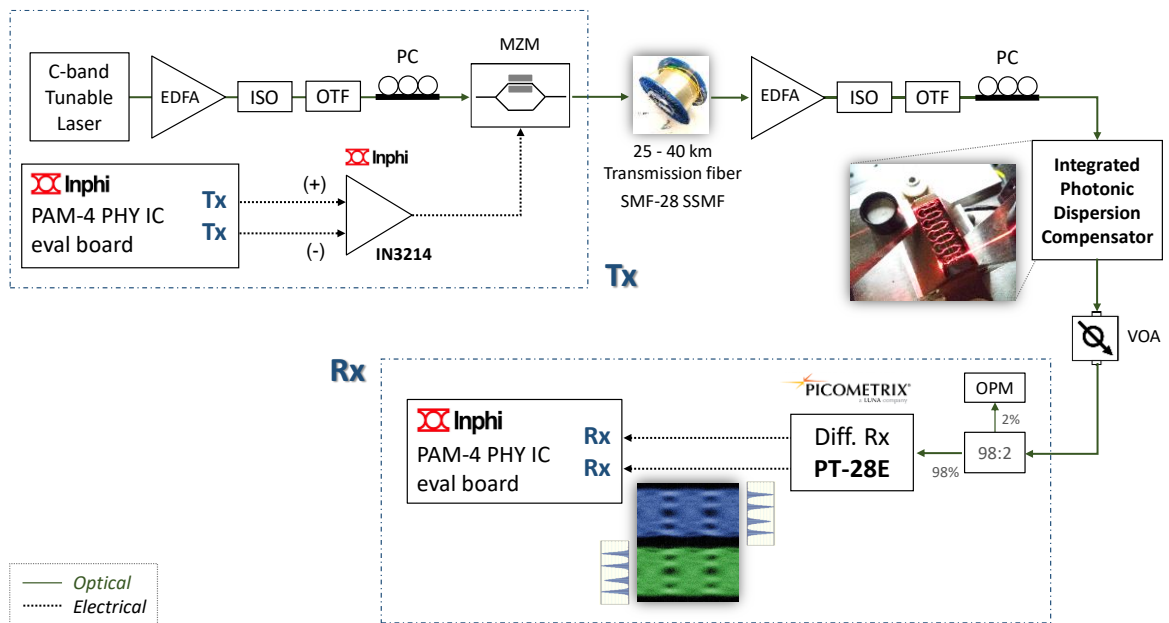 C-band
Tunable
Laser
EDFA
ISO
OTF
PC
MZM
25 - 40 km
Transmission fiber
SMF-28 SSMF
EDFA
ISO
OTF
PC
Inphi
PAM-4 PHY IC
eval board
Tx
Tx
(+)
(-)
Inphi
IN3214
Tx
Integrated
Photonic
Dispersion
Compensator
VOA
Rx
Inphi
PAM-4 PHY IC
eval board
Rx
Rx
PICOMETRIX®
a LUNA company
Diff. Rx
PT-28E
OPM
2%
98:2
98%
Optical
Electrical